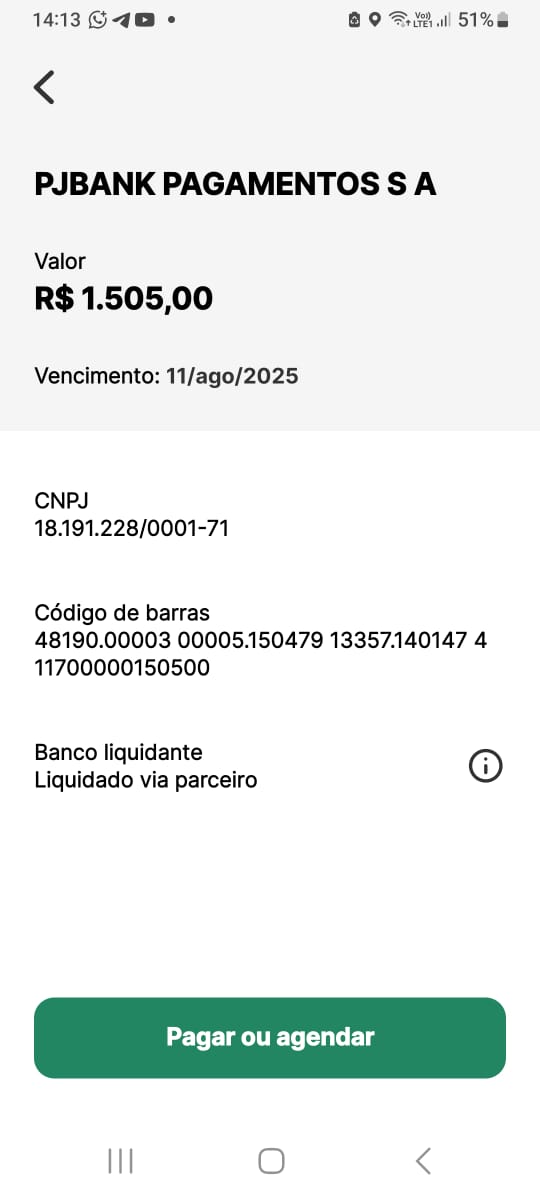 14:13
Vo))
LTE1
51%
PJBANK PAGAMENTOS S A
Valor
R$ 1.505,00
Vencimento: 11/ago/2025
CNPJ
18.191.228/0001-71
Código de barras
48190.00003 00005.150479 13357.140147 4
11700000150500
Banco liquidante
Liquidado via parceiro
Pagar ou agendar